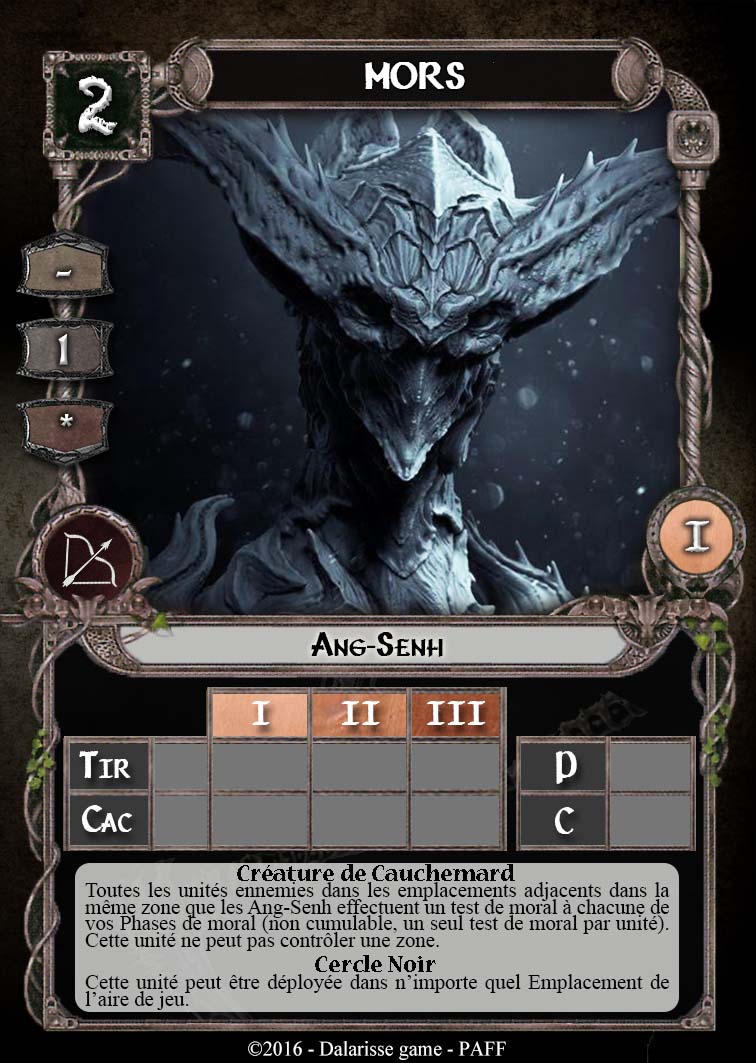 2
MORS
-
1
*
I
Ang-Senh
I II III
Tir
Cac
P
C
Créature de Cauchemard
Toutes les unités ennemies dans les emplacements adjacents dans la
même zone que les Ang-Senh effectuent un test de moral à chacune de
vos Phases de moral (non cumulable, un seul test de moral par unité).
Cette unité ne peut pas contrôler une zone.
Cercle Noir
Cette unité peut être déployée dans n'importe quel Emplacement de
l'aire de jeu.
©2016 - Dalarisse game - PAFF